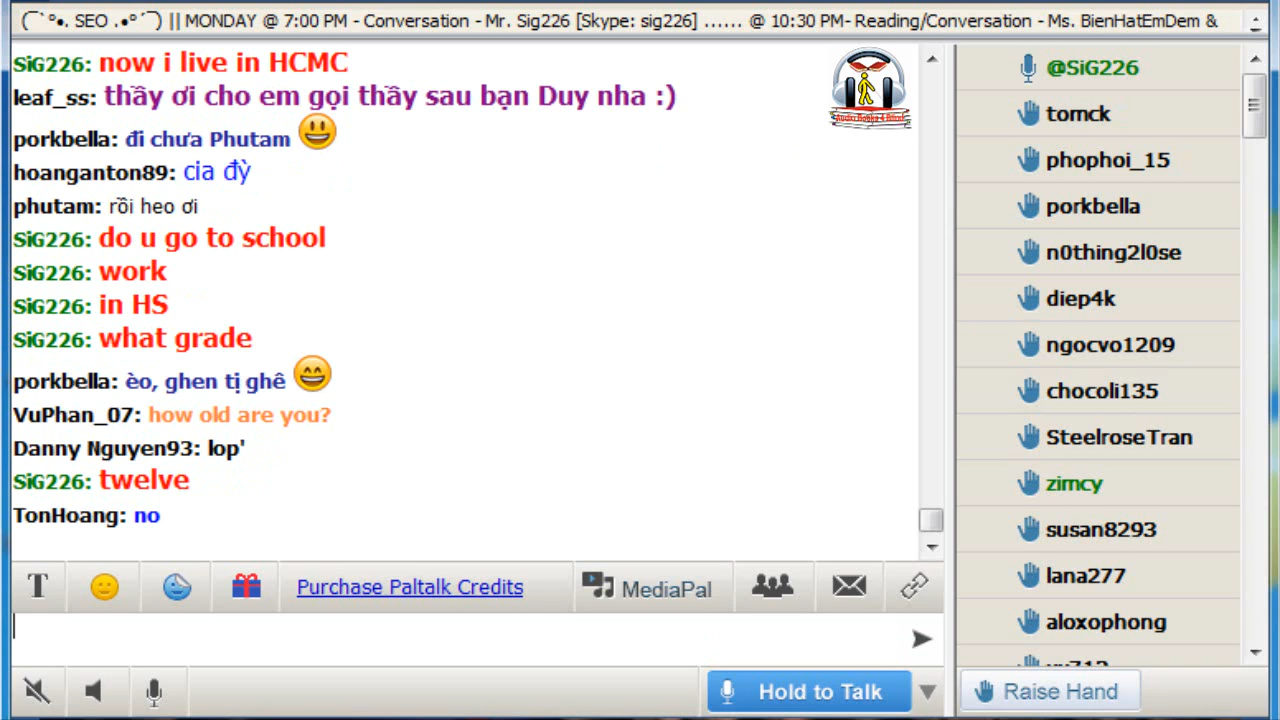 (¯`°•. SEO .•°´¯) || MONDAY @ 7:00 PM - Conversation - Mr. Sig226 [Skype: sig226] ...... @ 10:30 PM- Reading/Conversation - Ms. BienHatEmDem &
SiG226: now i live in HCMC
leaf_ss: thầy ơi cho em gọi thầy sau bạn Duy nha :)
porkbella: đi chưa Phutam
hoanganton89: cia đỳ
phutam: rồi heo ơi
SiG226: do u go to school
SiG226: work
SiG226: in HS
SiG226: what grade
porkbella: èo, ghen tị ghê
VuPhan_07: how old are you?
Danny Nguyen93: lop'
SiG226: twelve
TonHoang: no
@SiG226
tomck
phophoi_15
porkbella
n0thing2l0se
diep4k
ngocvo1209
chocoli135
SteelroseTran
zimcy
susan8293
lana277
aloxophong
T
Purchase Paltalk Credits
MediaPal
Hold to Talk
Raise Hand